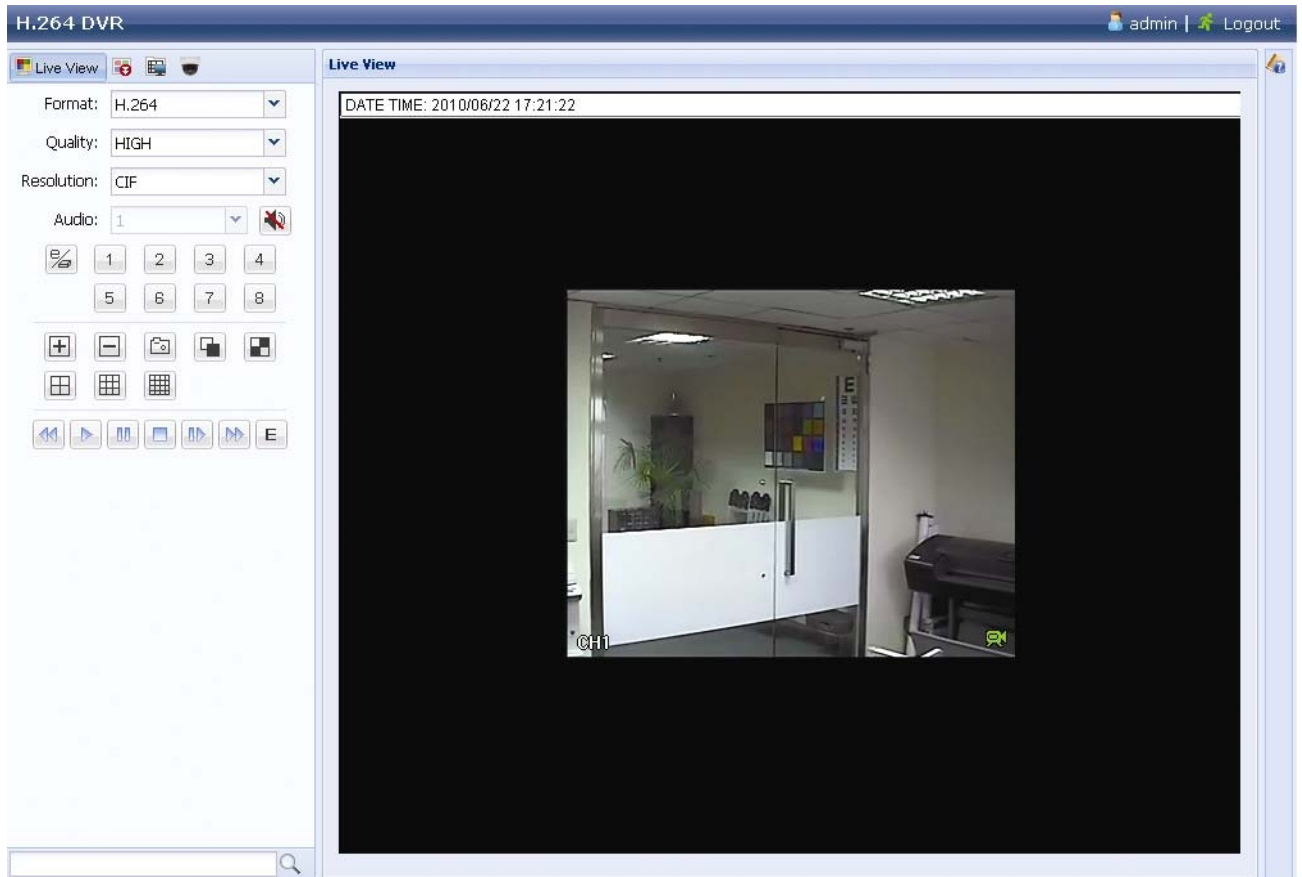 H.264 DVR
admin | Logout
Live View
Live View
Format: H.264
DATE TIME: 2010/06/22 17:21:22
Quality: HIGH
Resolution: CIF
Audio: 1
1 2 3 4
5 6 7 8
E
E
CH1